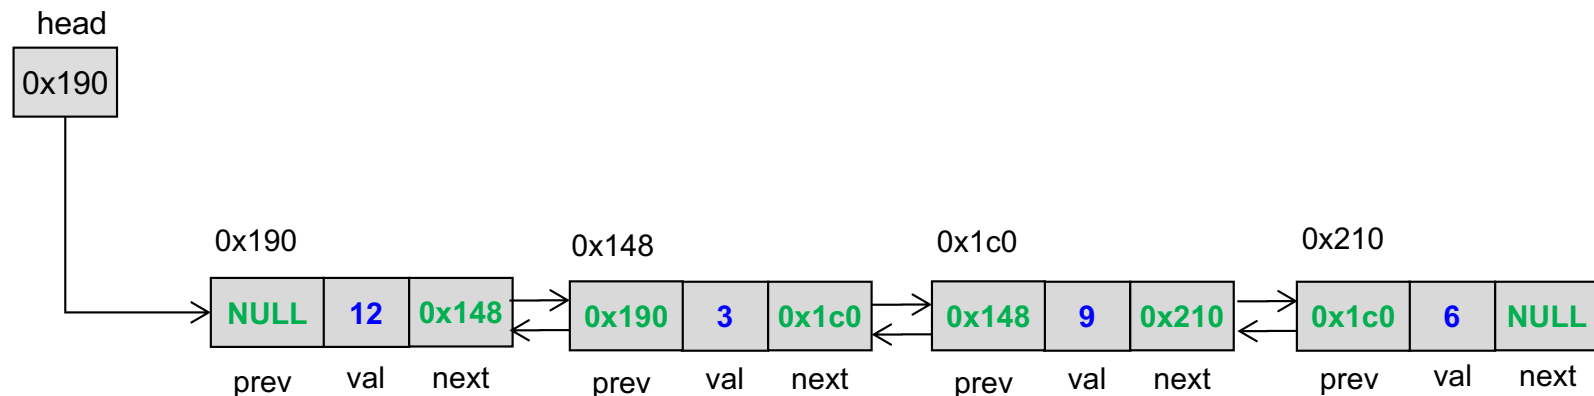 head
0x190
0x190 0x148 0x1c0 0x210
NULL 12 0x148 0x190 3 0x1c0 0x148 9 0x210 0x1c0 6 NULL
prev val next prev val next prev val next prev val next